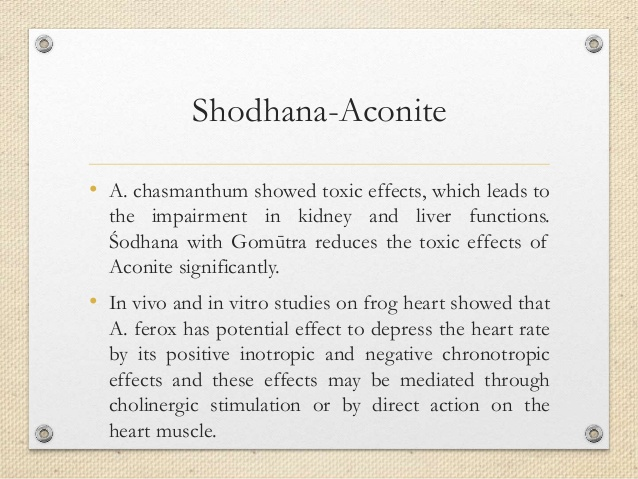 Shodhana-Aconite
• A. chasmanthum showed toxic effects, which leads to
the impairment in kidney and liver functions.
Śodhana with Gomūtra reduces the toxic effects of
Aconite significantly.
• In vivo and in vitro studies on frog heart showed that
A. ferox has potential effect to depress the heart rate
by its positive inotropic and negative chronotropic
effects and these effects may be mediated through
cholinergic stimulation or by direct action on the
heart muscle.